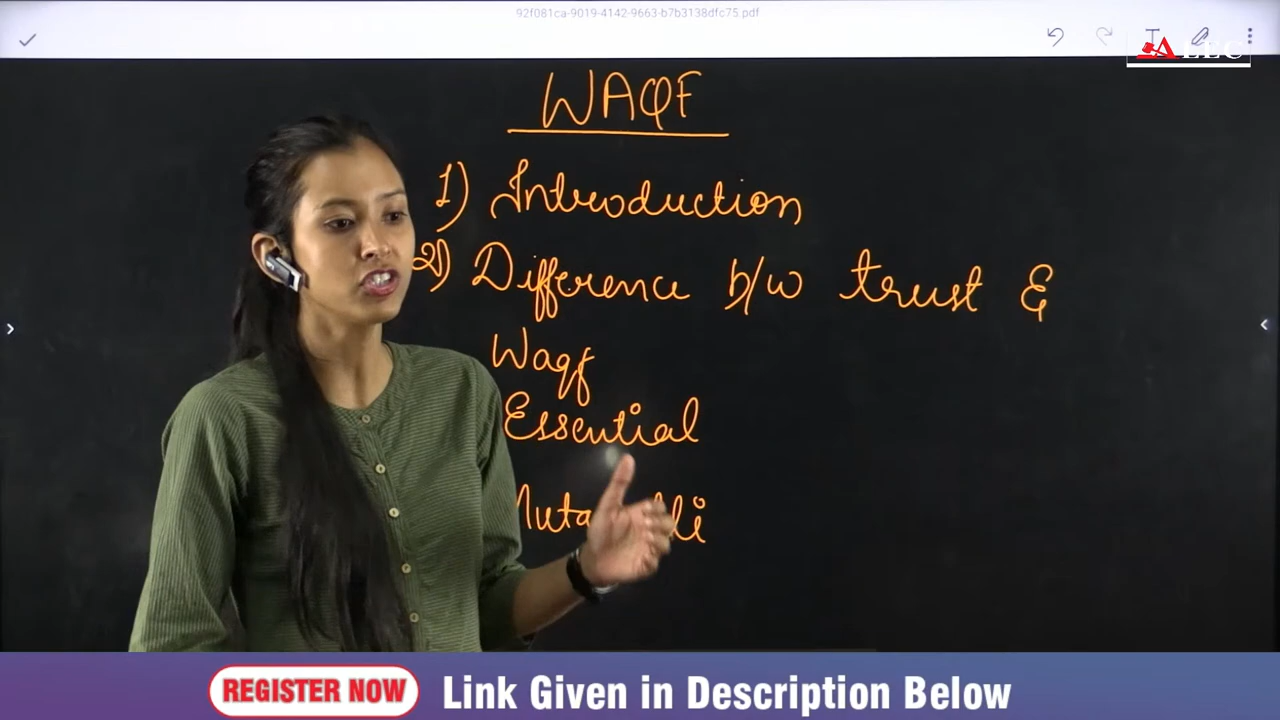 92f081ca-9019-4142-9663-b7b3138dfc75.pdf
T
LEC
WAQF
1) Introduction
2) Difference b/w trust &
Waqf
Essential
REGISTER NOW Link Given in Description Below